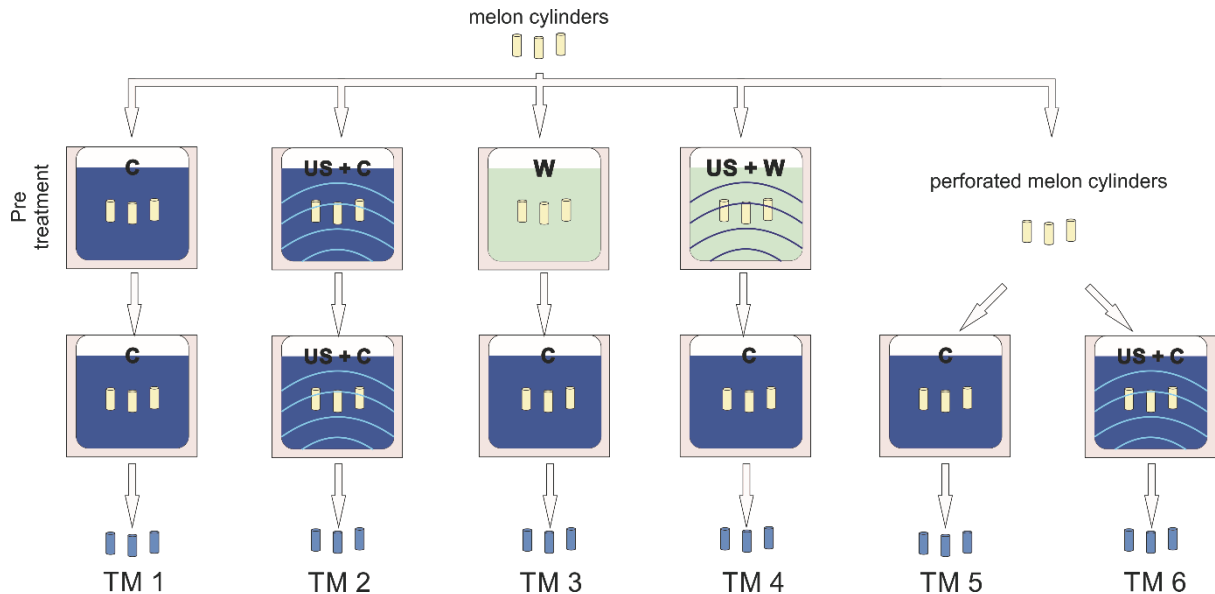 melon cylinders
Pre
treatment
C
US + C
W
US + W
perforated melon cylinders
C
US + C
C
C
C
US + C
TM 1
TM 2
TM 3
TM 4
TM 5
TM 6